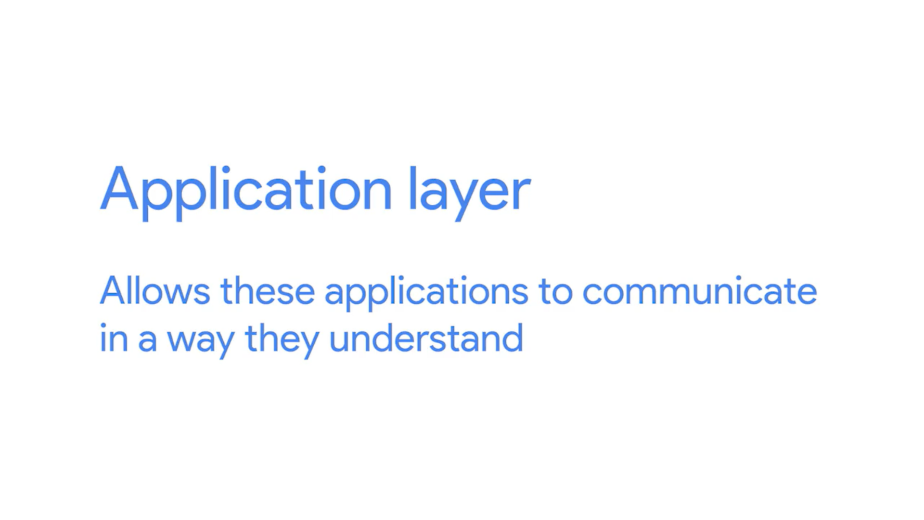 Application layer
Allows these applications to communicate
in a way they understand